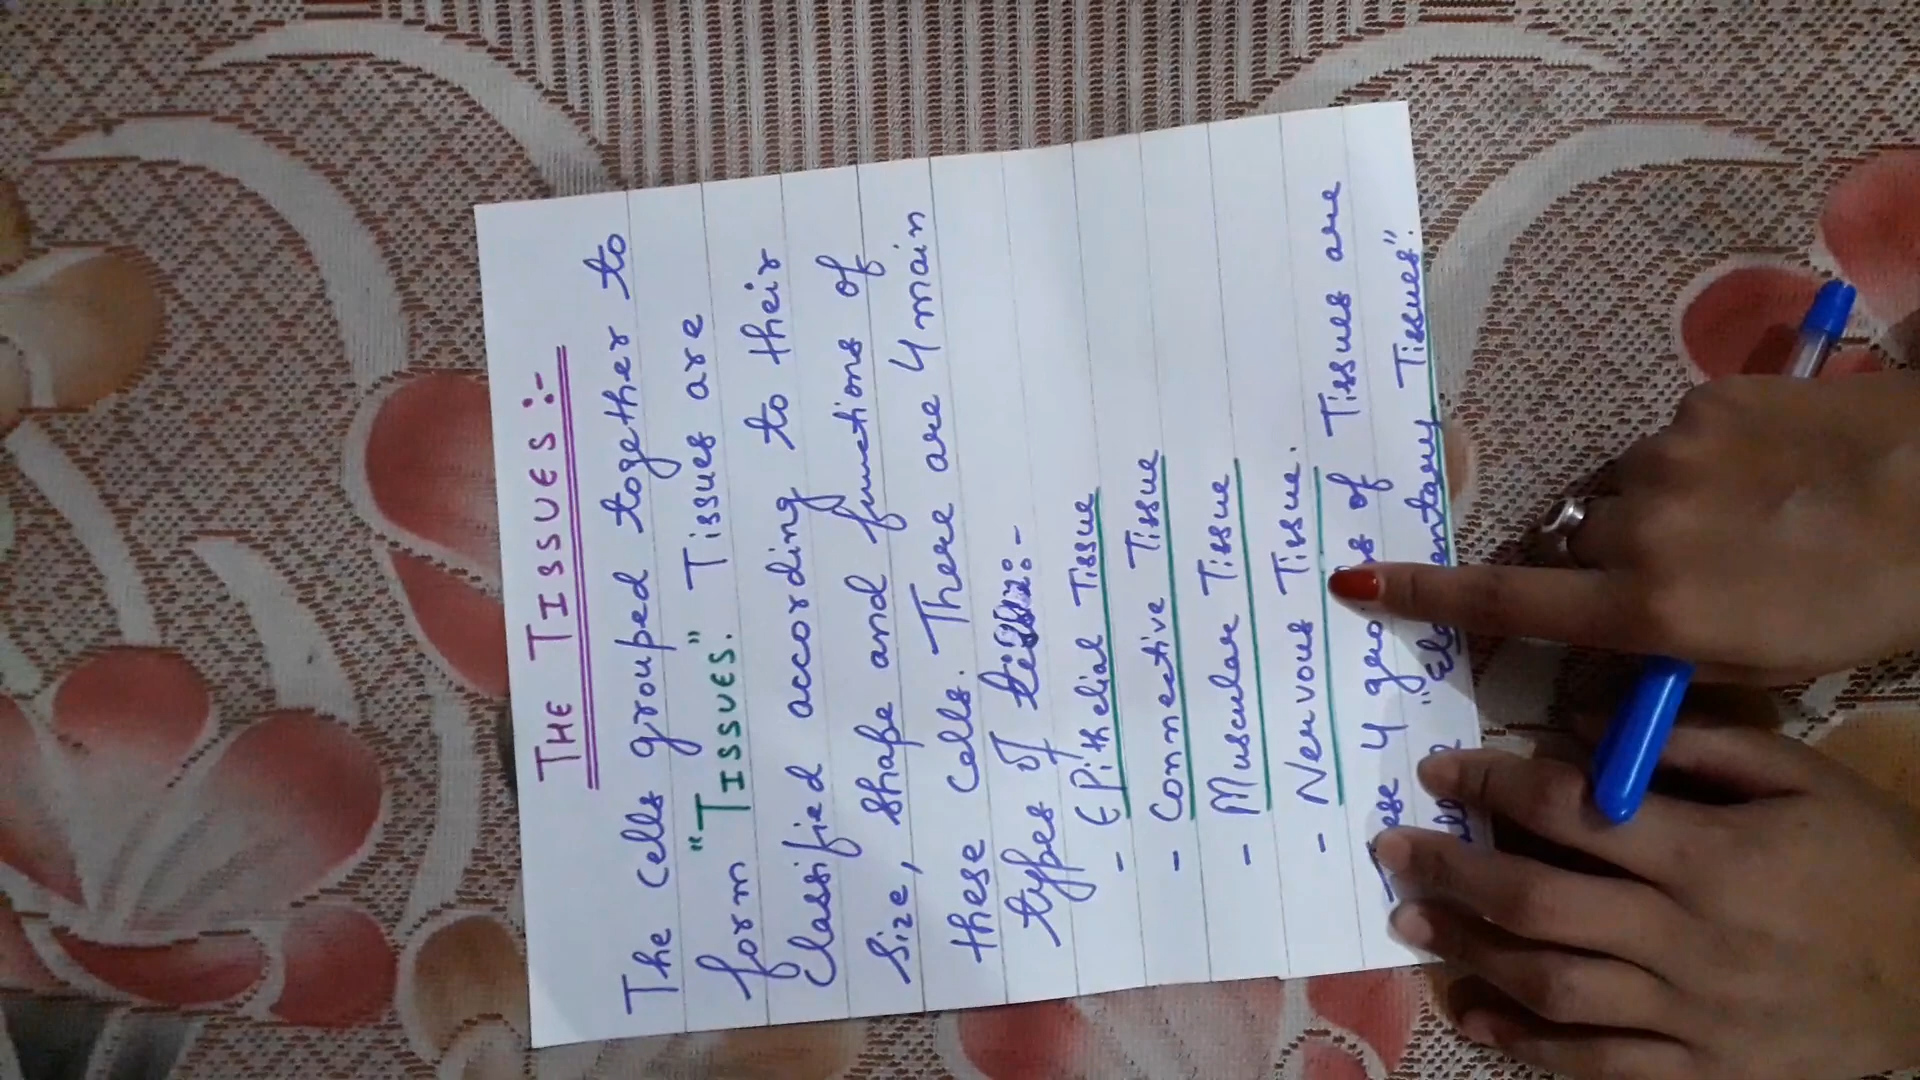 THE TISSUES :-
The cells grouped together to
form "TISSUES." Tissues are
classified according to their
size, shape and functions of
these cells. There are 4 main
types of :-
- Epithelial Tissue
- Connective Tissue
- Muscular Tissue
- Nervous Tissue.
4 of Tissues are
Tissues".